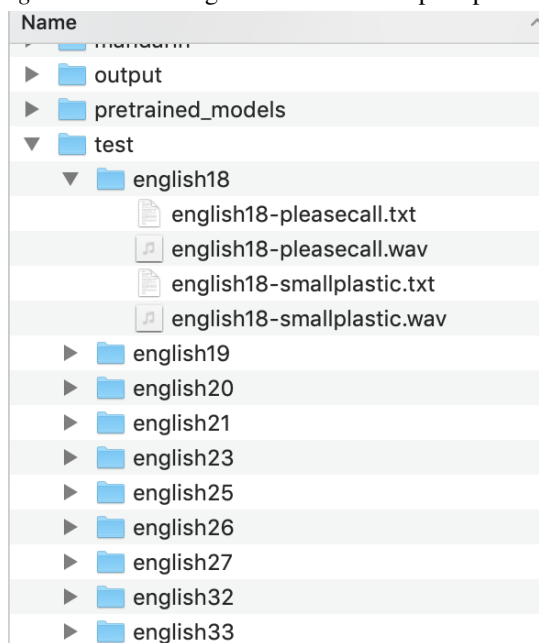 Name
output
pretrained_models
test
english18
english18-pleasecall.txt
english18-pleasecall.wav
english18-smallplastic.txt
english18-smallplastic.wav
english19
english20
english21
english23
english25
english26
english27
english32
english33